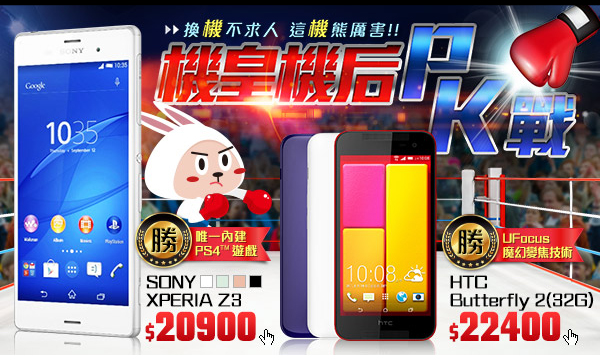 換機不求人 這機熊厲害!!
機皇機后PK戰
SONY
Google
10:35
10:08
htc
勝
唯一內建
PS4™遊戲
SONY
XPERIA Z3
$20900
勝
UFocus
魔幻變焦技術
HTC
Butterfly 2(32G)
$22400